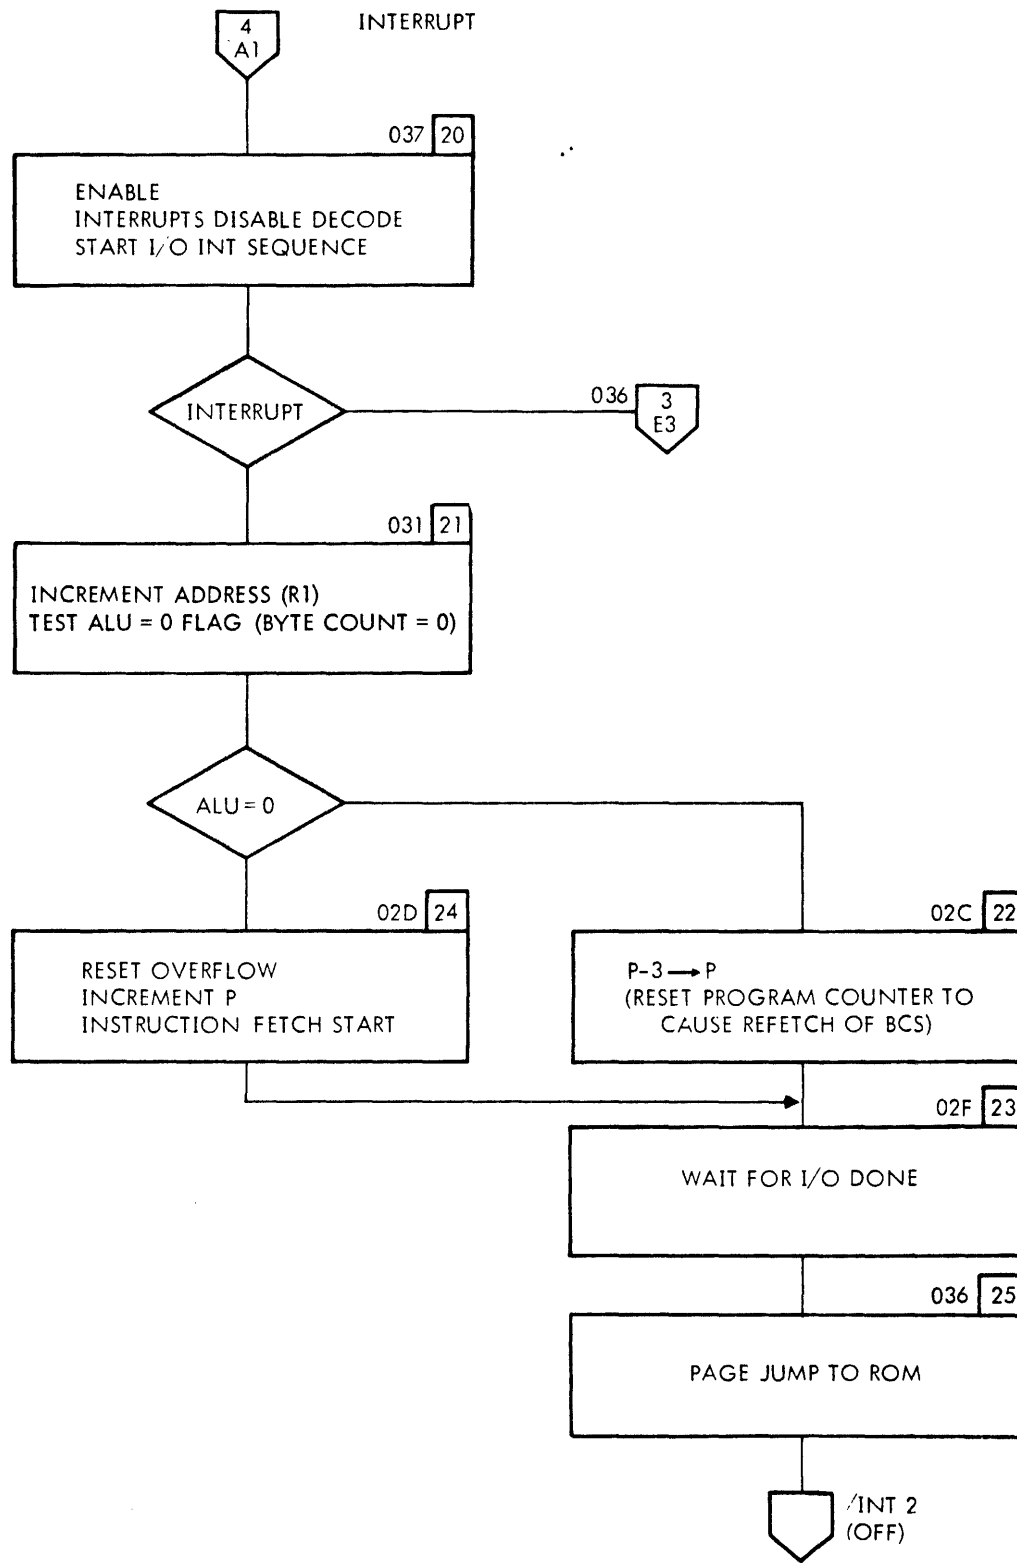 4
A1
INTERRUPT
037 20
ENABLE
INTERRUPTS DISABLE DECODE
START I/O INT SEQUENCE
INTERRUPT
036
3
E3
031 21
INCREMENT ADDRESS (R1)
TEST ALU = 0 FLAG (BYTE COUNT = 0)
ALU = 0
02D 24
RESET OVERFLOW
INCREMENT P
INSTRUCTION FETCH START
02C 22
P-3 → P
(RESET PROGRAM COUNTER TO
CAUSE REFETCH OF BCS)
02F 23
WAIT FOR I/O DONE
036 25
PAGE JUMP TO ROM
/INT 2
(OFF)